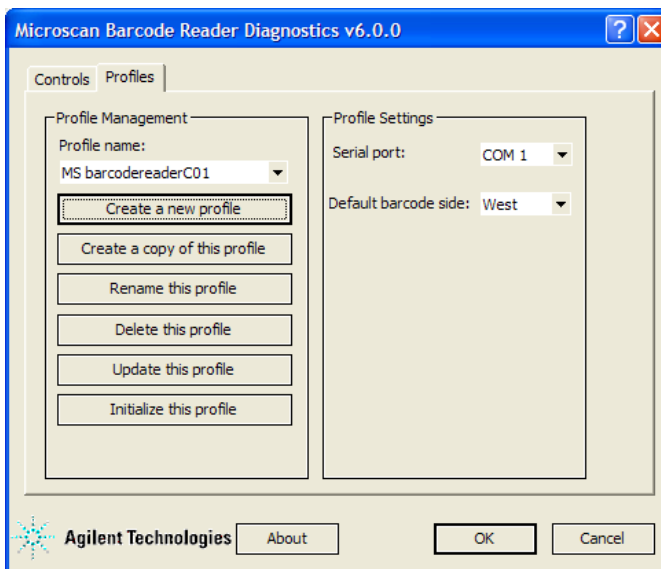 Microscan Barcode Reader Diagnostics v6.0.0
Controls
Profiles
Profile Management
Profile name:
MS barcodereaderC01
Create a new profile
Create a copy of this profile
Rename this profile
Delete this profile
Update this profile
Initialize this profile
Profile Settings
Serial port:
COM 1
Default barcode side:
West
Agilent Technologies
About
OK
Cancel